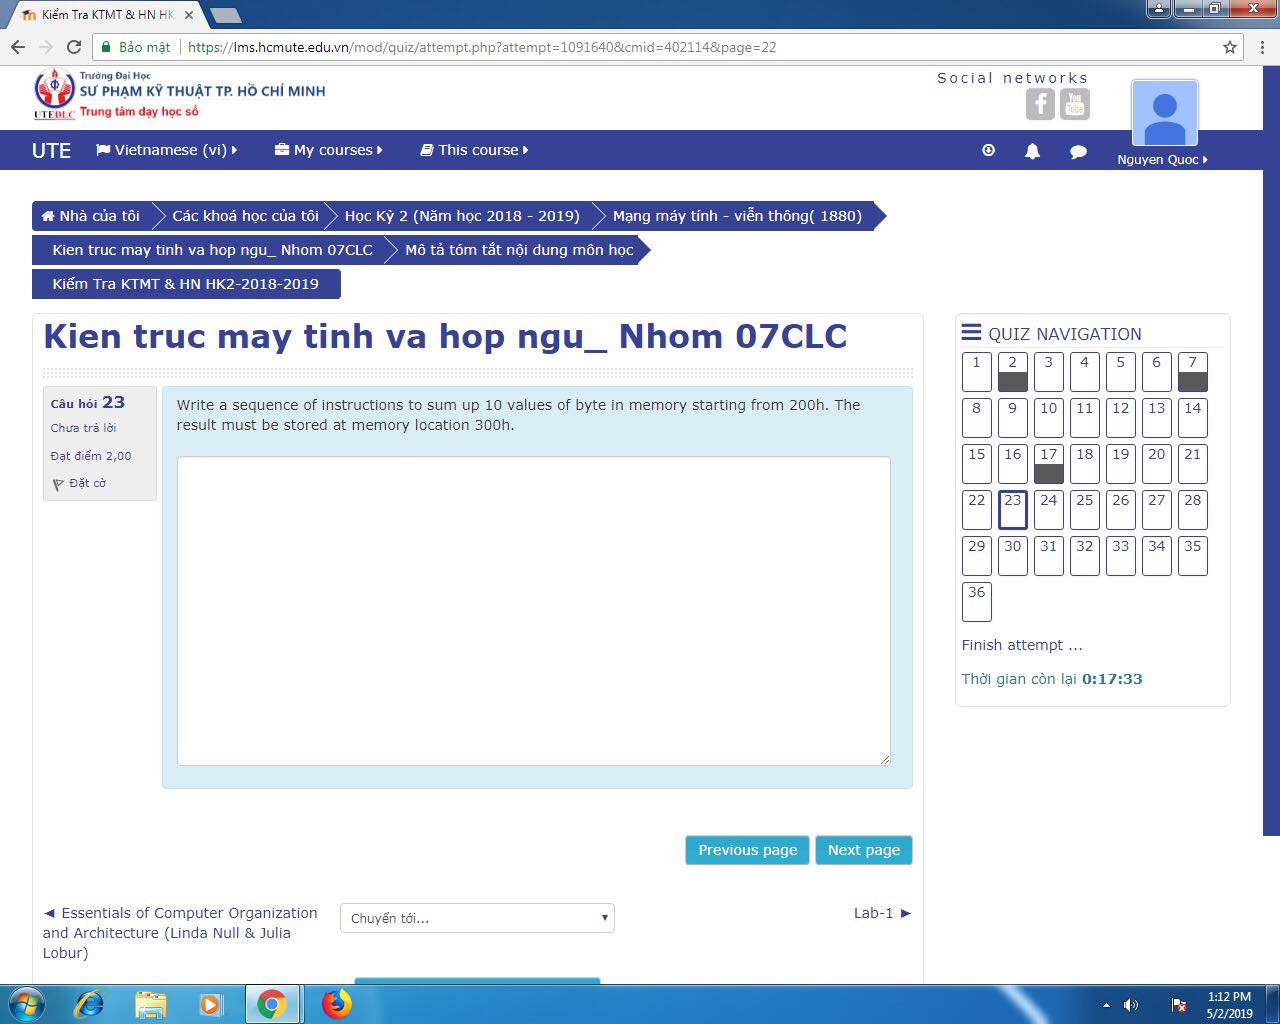 Kiểm Tra KTMT & HN HK
Bảo mật
https://lms.hcmute.edu.vn/mod/quiz/attempt.php?attempt=1091640&cmid=402114&page=22
Trường Đại Học
SƯ PHẠM KỸ THUẬT TP. HỒ CHÍ MINH
UTEDLC Trung tâm dạy học số
Social networks
You
Tube
UTE
Vietnamese (vi)
My courses
This course
Nguyen Quoc
Nhà của tôi
Các khoá học của tôi
Học Kỳ 2 (Năm học 2018 - 2019)
Mạng máy tính - viễn thông( 1880)
Kien truc may tinh va hop ngu_ Nhom 07CLC
Mô tả tóm tắt nội dung môn học
Kiểm Tra KTMT & HN HK2-2018-2019
Kien truc may tinh va hop ngu_ Nhom 07CLC
Câu hỏi 23
Chưa trả lời
Đạt điểm 2,00
Đặt cờ
Write a sequence of instructions to sum up 10 values of byte in memory starting from 200h. The
result must be stored at memory location 300h.
Previous page
Next page
◄ Essentials of Computer Organization
and Architecture (Linda Null & Julia
Lobur)
Chuyển tới...
Lab-1 ►
QUIZ NAVIGATION
1 2 3 4 5 6 7
8 9 10 11 12 13 14
15 16 17 18 19 20 21
22 23 24 25 26 27 28
29 30 31 32 33 34 35
36
Finish attempt ...
Thời gian còn lại 0:17:33
1:12 PM
5/2/2019